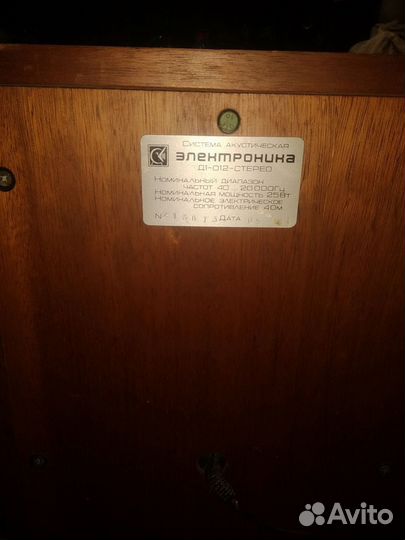 Система акустическая
Электроника
Д1-012-стерео
Номинальный диапазон
частот 40...20000Гц
Номинальная мощность 25Вт
Номинальное электрическое
сопротивление 4Ом
N Дата
Avito